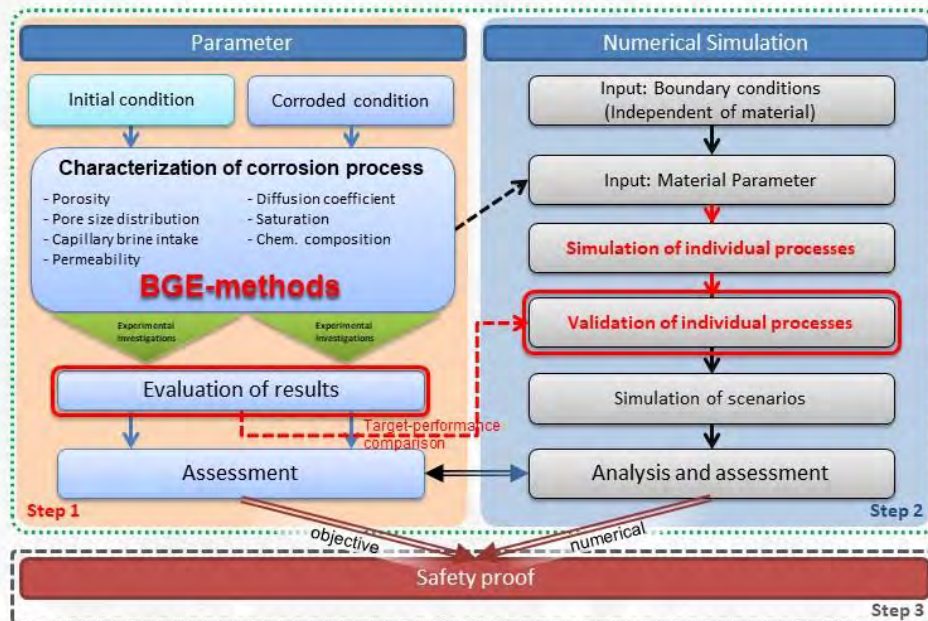 Parameter
Initial condition
Corroded condition
Characterization of corrosion process
- Porosity
- Pore size distribution
- Capillary brine intake
- Permeability
- Diffusion coefficient
- Saturation
- Chem. composition
BGE-methods
Experimental
Investigations
Experimental
Investigations
Evaluation of results
Target-performance
comparison
Assessment
Step 1
Numerical Simulation
Input: Boundary conditions
(Independent of material)
Input: Material Parameter
Simulation of individual processes
Validation of individual processes
Simulation of scenarios
Analysis and assessment
Step 2
objective
numerical
Safety proof
Step 3